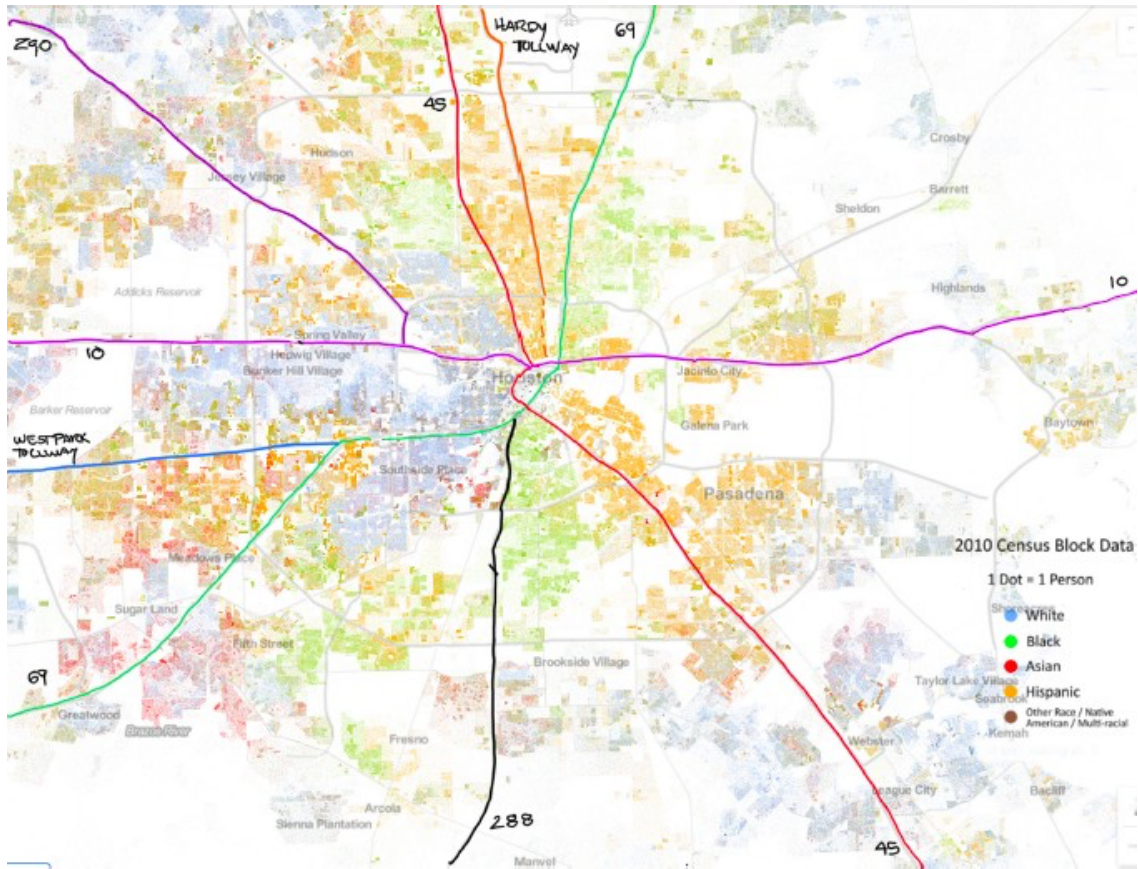 HARDY
TOLLWAY
69
290
45
Crosby
Hudson
Jersey Village
Barrett
Sheldon
Addicks Reservoir
Highlands
10
Spring Valley
10
Hedwig Village
Bunker Hill Village
Jacinto City
Houston
Barker Reservoir
Galena Park
Baytown
WESTPARK
TOLLWAY
Southside Place
Pasadena
2010 Census Block Data
Meadows Place
1 Dot = 1 Person
Sugar Land
Shoreacres
White
Fifth Street
Black
Brookside Village
Asian
69
Taylor Lake Village
Seabrook
Hispanic
Greatwood
Other Race / Native
American / Multi-racial
Brazos River
Fresno
Webster
Kemah
League City
Bacliff
Arcola
Sienna Plantation
288
45
Manvel